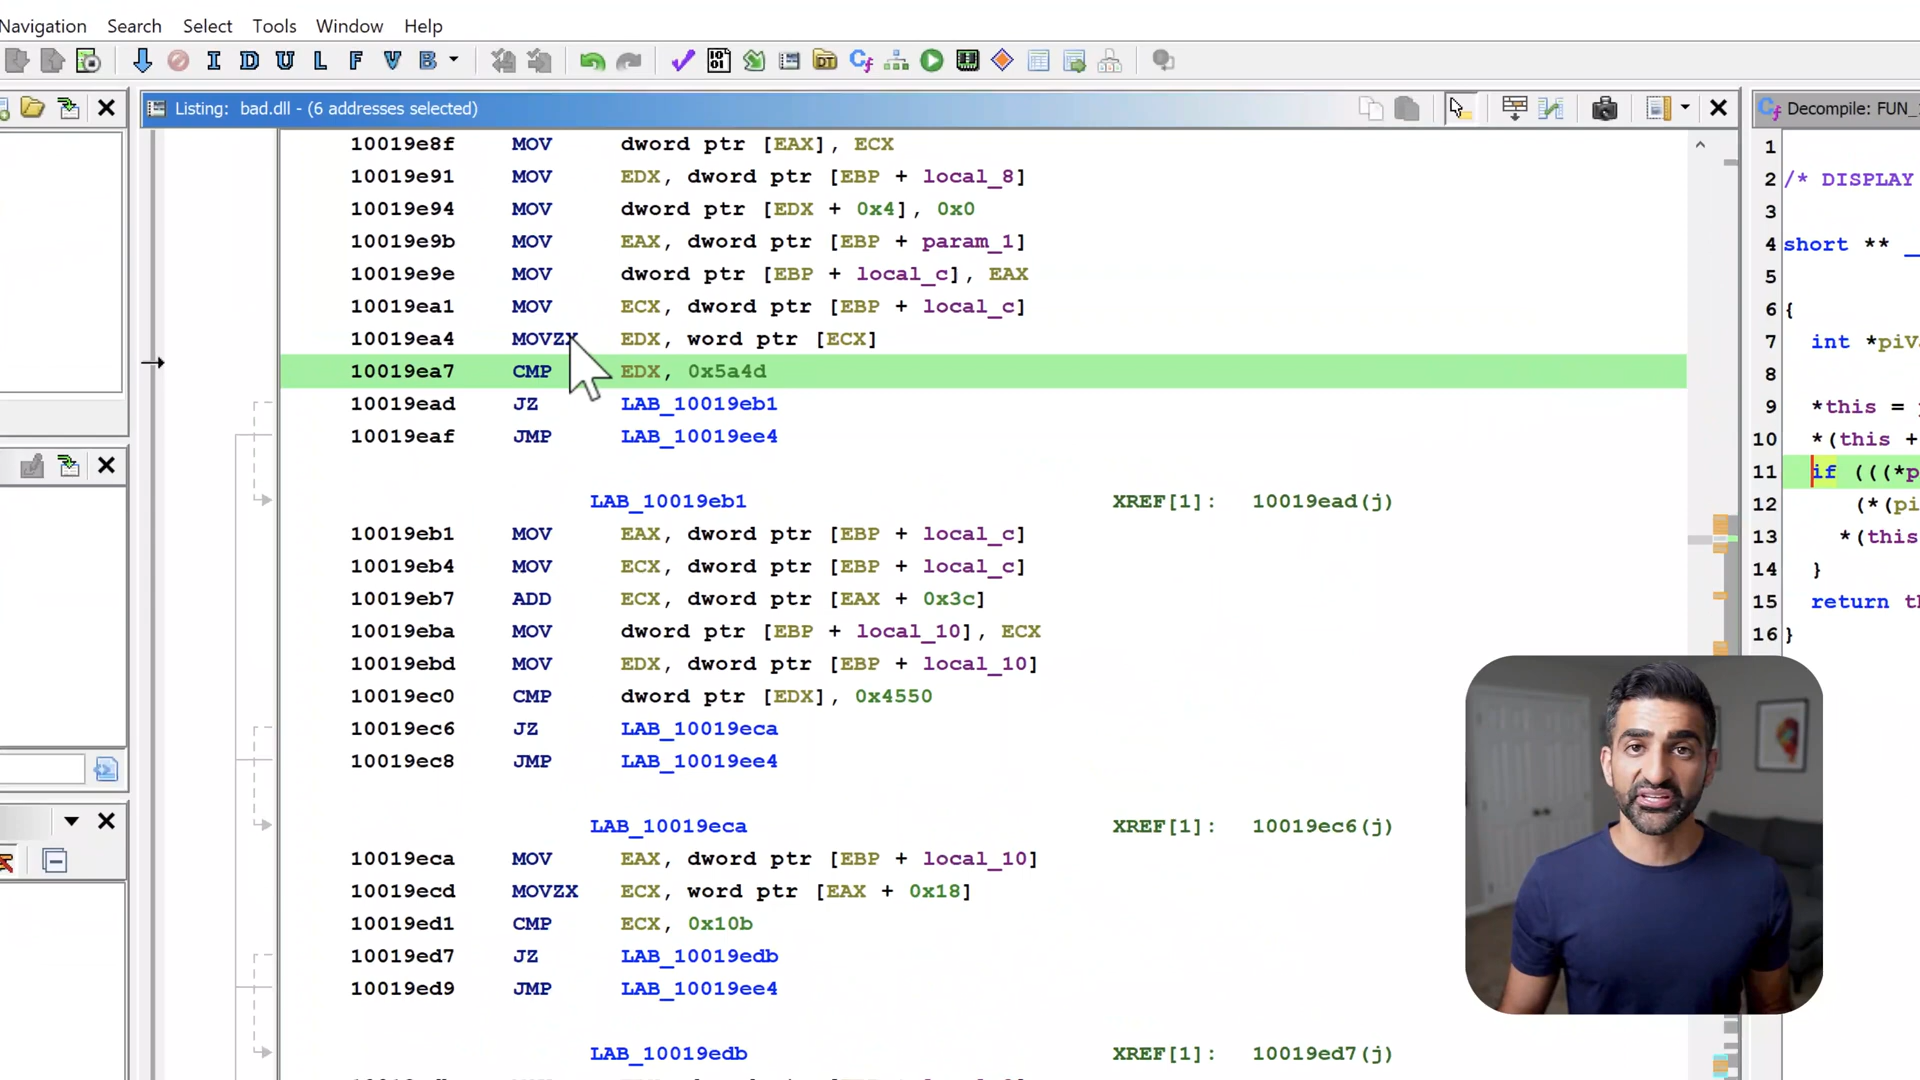 Navigation Search Select Tools Window Help
I D U L F V B
Listing: bad.dll - (6 addresses selected)
10019e8f MOV dword ptr [EAX], ECX
10019e91 MOV EDX, dword ptr [EBP + local_8]
10019e94 MOV dword ptr [EDX + 0x4], 0x0
10019e9b MOV EAX, dword ptr [EBP + param_1]
10019e9e MOV dword ptr [EBP + local_c], EAX
10019ea1 MOV ECX, dword ptr [EBP + local_c]
10019ea4 MOVZX EDX, word ptr [ECX]
10019ea7 CMP EDX, 0x5a4d
10019ead JZ LAB_10019eb1
10019eaf JMP LAB_10019ee4
LAB_10019eb1 XREF[1]: 10019ead(j)
10019eb1 MOV EAX, dword ptr [EBP + local_c]
10019eb4 MOV ECX, dword ptr [EBP + local_c]
10019eb7 ADD ECX, dword ptr [EAX + 0x3c]
10019eba MOV dword ptr [EBP + local_10], ECX
10019ebd MOV EDX, dword ptr [EBP + local_10]
10019ec0 CMP dword ptr [EDX], 0x4550
10019ec6 JZ LAB_10019eca
10019ec8 JMP LAB_10019ee4
LAB_10019eca XREF[1]: 10019ec6(j)
10019eca MOV EAX, dword ptr [EBP + local_10]
10019ecd MOVZX ECX, word ptr [EAX + 0x18]
10019ed1 CMP ECX, 0x10b
10019ed7 JZ LAB_10019edb
10019ed9 JMP LAB_10019ee4
LAB_10019edb XREF[1]: 10019ed7(j)
Decompile: FUN_
1
2 /* DISPLAY
3
4 short **
5
6 {
7 int *piV
8
9 *this =
10 *(this +
11 if (((*p
12 (*(pi
13 *(this
14 }
15 return t
16 }